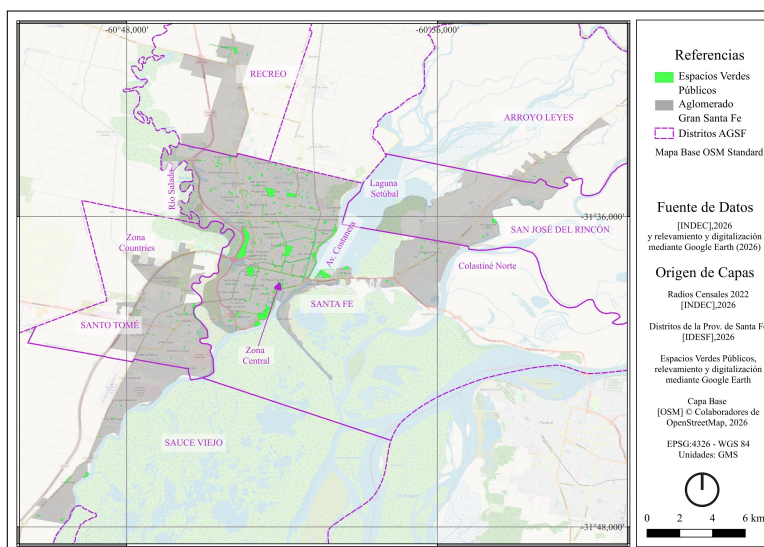 -60°48,000'
-60°36,000'
RECREO
ARROYO LEYES
Río Salado
Laguna
Setúbal
-31°36,000'
SAN JOSÉ DEL RINCÓN
Zona
Countries
Av. Costanera
Colastiné Norte
SANTO TOMÉ
SANTA FE
Zona
Central
SAUCE VIEJO
-31°48,000'
Referencias
Espacios Verdes
Públicos
Aglomerado
Gran Santa Fe
Distritos AGSF
Mapa Base OSM Standard
Fuente de Datos
[INDEC],2026
y relevamiento y digitalización
mediante Google Earth (2026)
Origen de Capas
Radios Censales 2022
[INDEC],2026
Distritos de la Prov. de Santa Fe
[IDESF],2026
Espacios Verdes Públicos,
relevamiento y digitalización
mediante Google Earth
Capa Base
[OSM] © Colaboradores de
OpenStreetMap, 2026
EPSG:4326 - WGS 84
Unidades: GMS
0 2 4 6 km